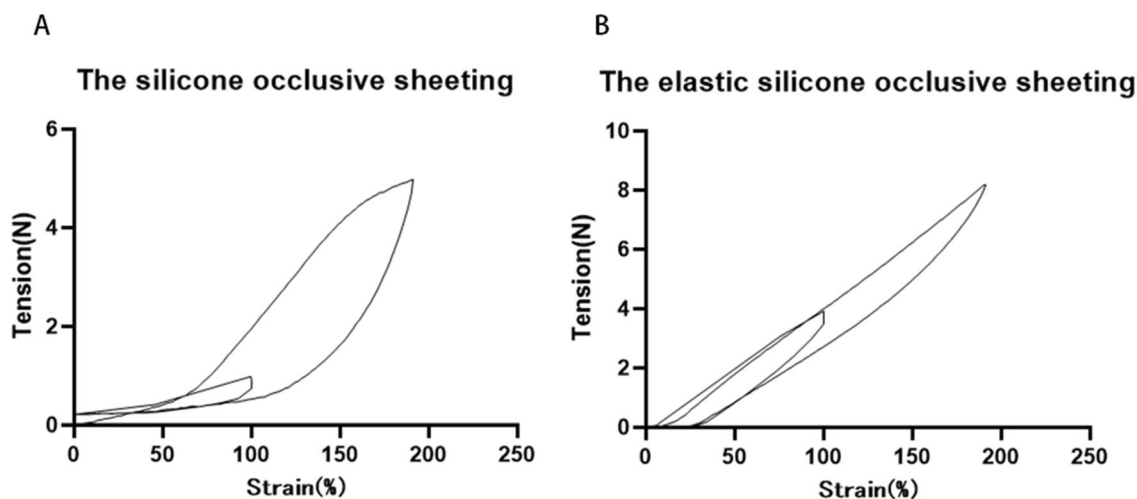 A
The silicone occlusive sheeting
6
4
2
0
Tension(N)
0 50 100 150 200 250
Strain(%)
B
The elastic silicone occlusive sheeting
10
8
6
4
2
0
Tension(N)
0 50 100 150 200 250
Strain(%)